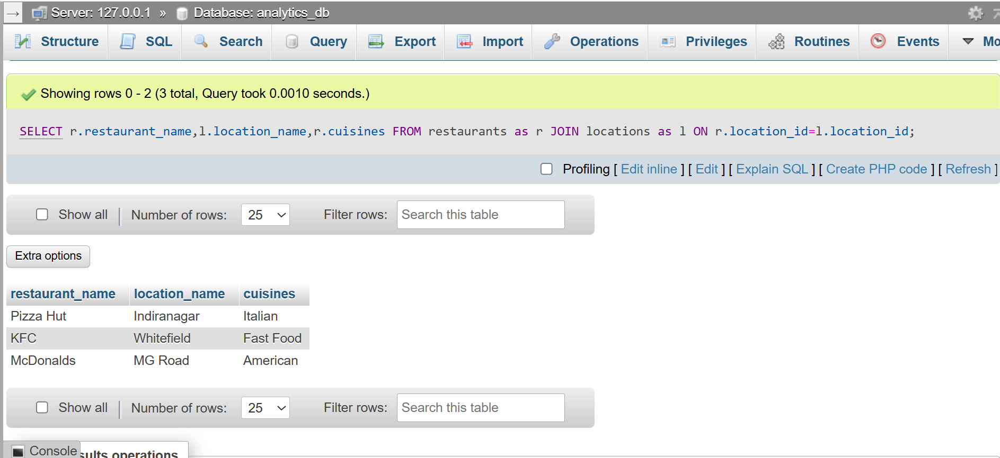 → Server: 127.0.0.1 » Database: analytics_db
Structure SQL Search Query Export Import Operations Privileges Routines Events
Showing rows 0 - 2 (3 total, Query took 0.0010 seconds.)
SELECT r.restaurant_name,l.location_name,r.cuisines FROM restaurants as r JOIN locations as l ON r.location_id=l.location_id;
Profiling [ Edit inline ] [ Edit ] [ Explain SQL ] [ Create PHP code ] [ Refresh ]
Show all | Number of rows: 25 Filter rows: Search this table
Extra options
restaurant_name location_name cuisines
Pizza Hut Indiranagar Italian
KFC Whitefield Fast Food
McDonalds MG Road American
Show all | Number of rows: 25 Filter rows: Search this table
Console operations